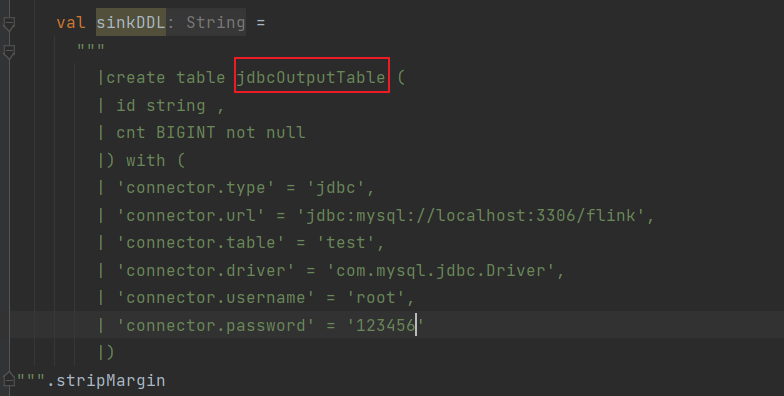 val sinkDDL: String =
"""
|create table jdbcOutputTable (
| id string ,
| cnt BIGINT not null
|) with (
| 'connector.type' = 'jdbc',
| 'connector.url' = 'jdbc:mysql://localhost:3306/flink',
| 'connector.table' = 'test',
| 'connector.driver' = 'com.mysql.jdbc.Driver',
| 'connector.username' = 'root',
| 'connector.password' = '123456'
|)
""".stripMargin